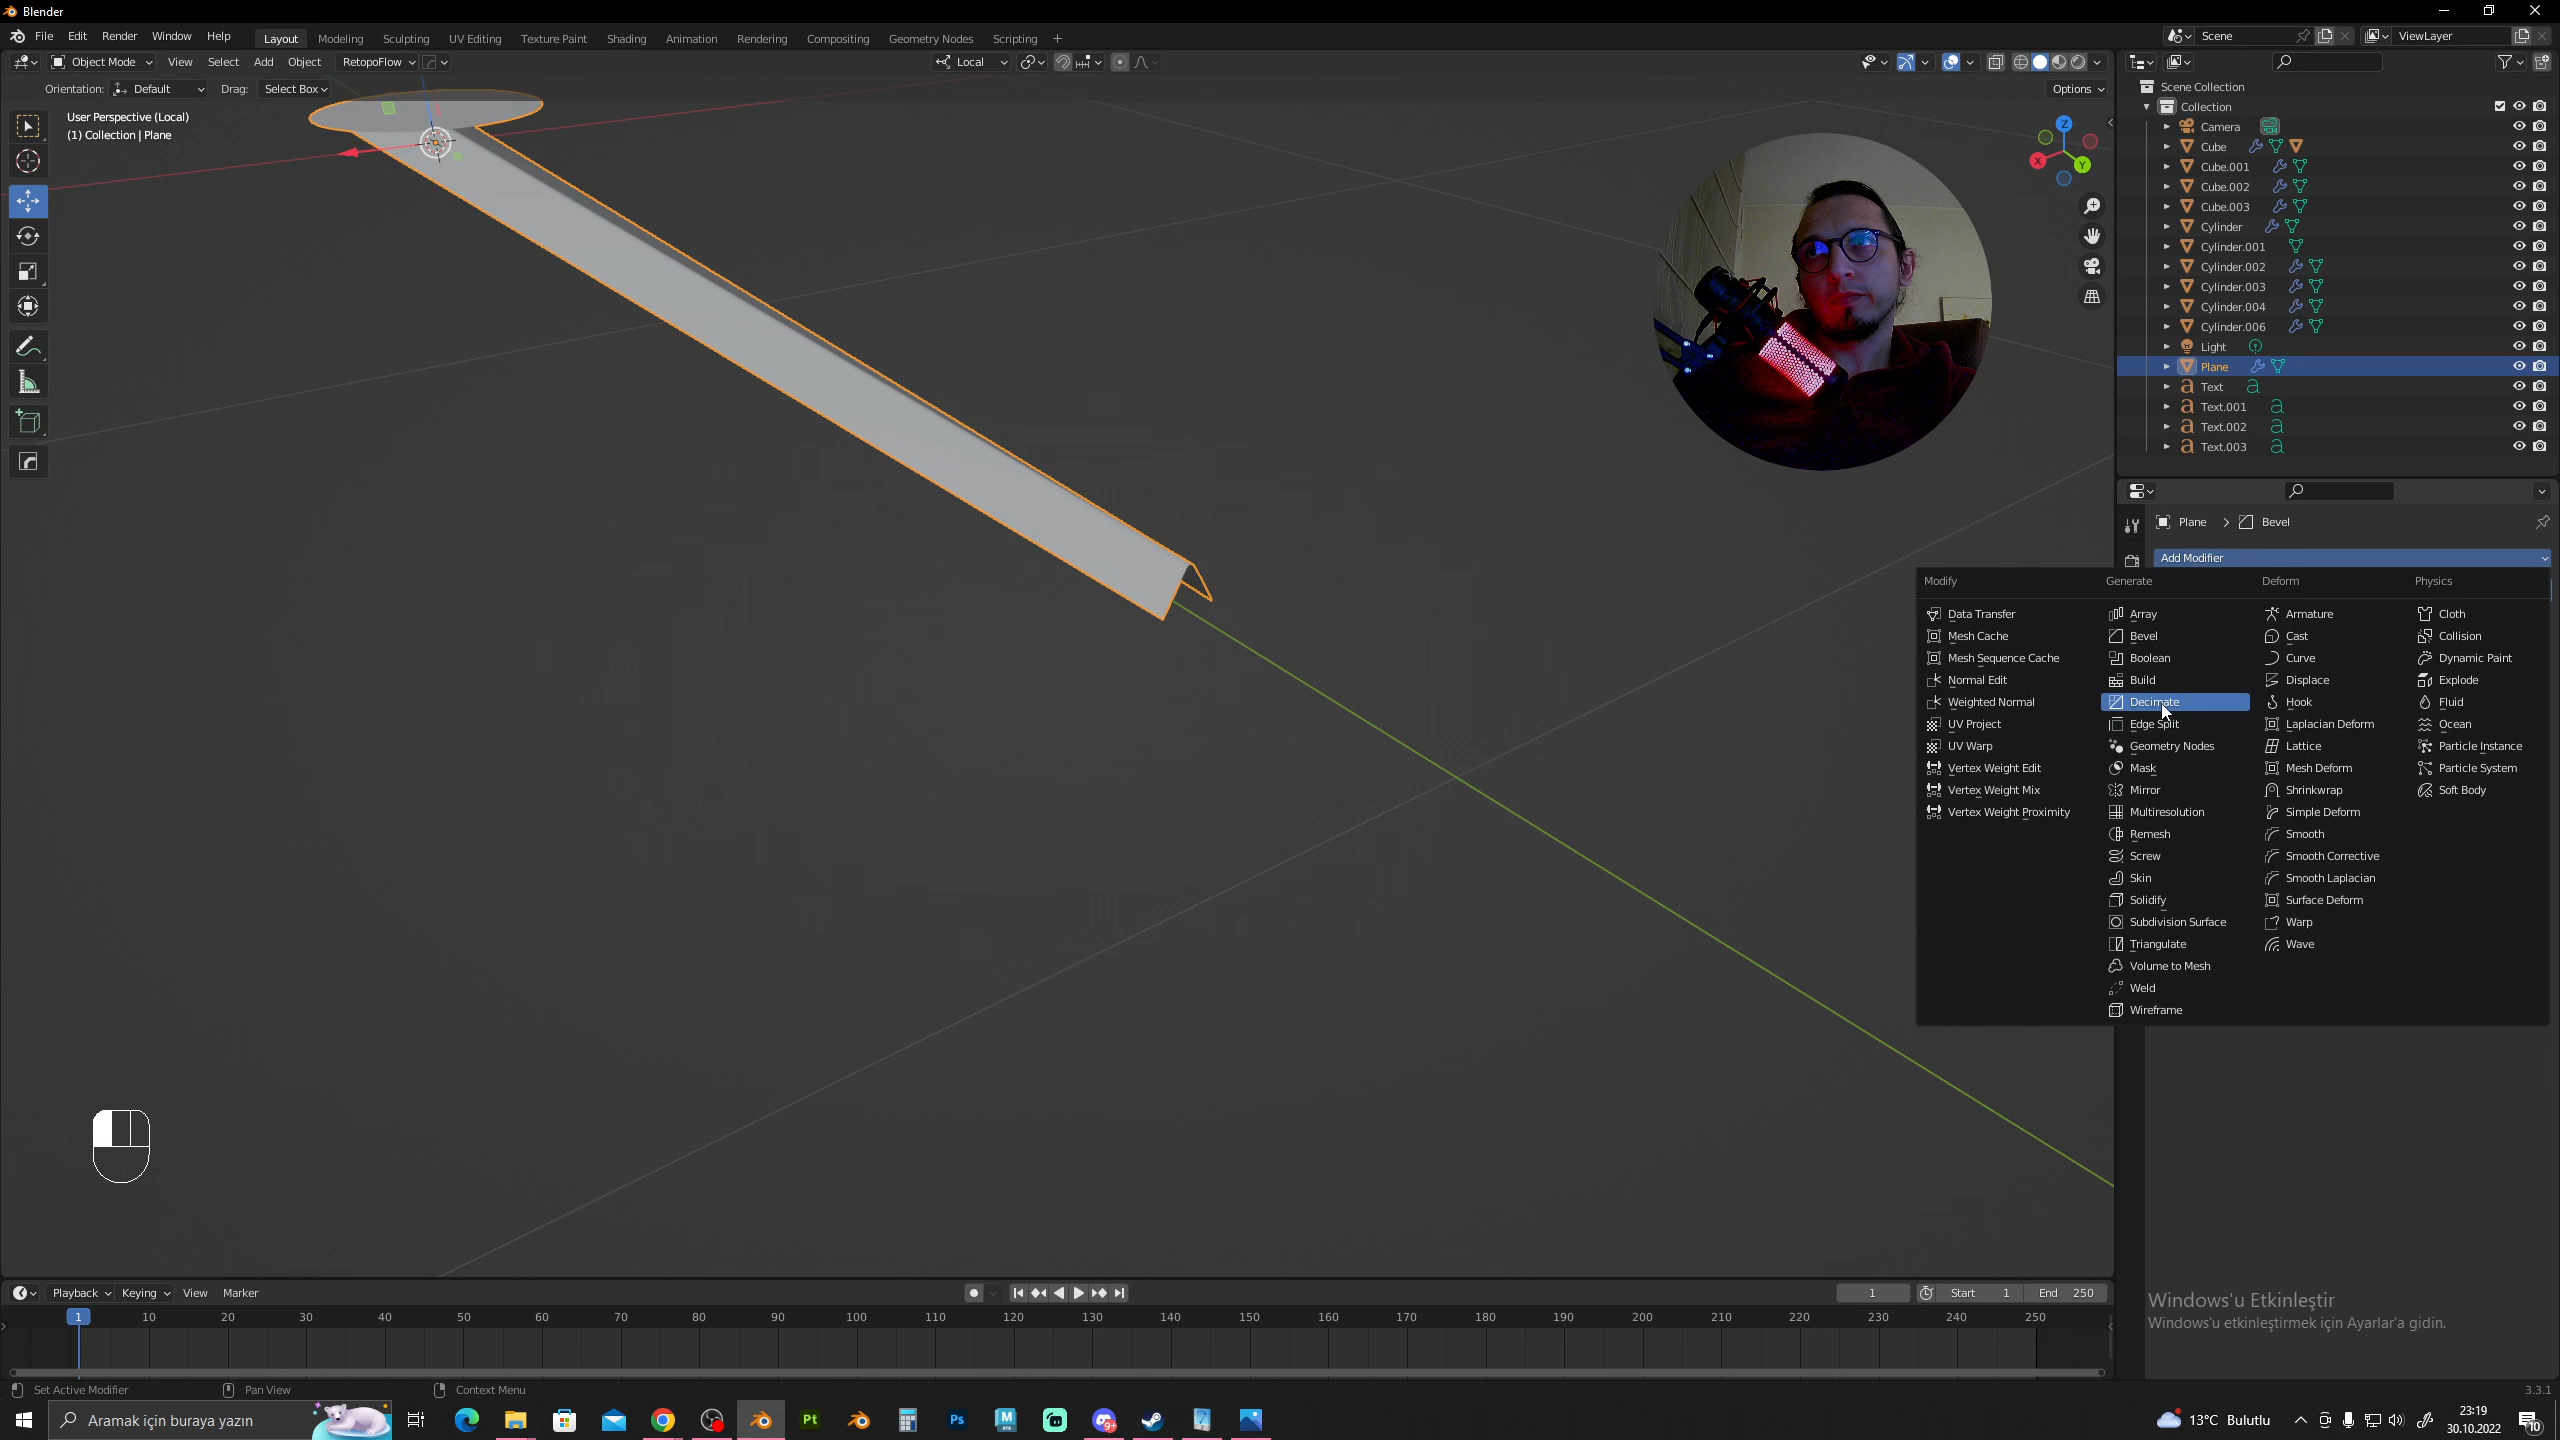 Blender
File Edit Render Window Help Layout Modeling Sculpting UV Editing Texture Paint Shading Animation Rendering Compositing Geometry Nodes Scripting + Scene ViewLayer
Object Mode View Select Add Object RetopoFlow Local
Orientation: Default Drag: Select Box Options
User Perspective (Local)
(1) Collection | Plane
Z
X
Y
Scene Collection
Collection
Camera
Cube
Cube.001
Cube.002
Cube.003
Cylinder
Cylinder.001
Cylinder.002
Cylinder.003
Cylinder.004
Cylinder.006
Light
Plane
Text
Text.001
Text.002
Text.003
Plane > Bevel
Add Modifier
Modify Generate Deform Physics
Data Transfer Array Armature Cloth
Mesh Cache Bevel Cast Collision
Mesh Sequence Cache Boolean Curve Dynamic Paint
Normal Edit Build Displace Explode
Weighted Normal Decimate Hook Fluid
UV Project Edge Split Laplacian Deform Ocean
UV Warp Geometry Nodes Lattice Particle Instance
Vertex Weight Edit Mask Mesh Deform Particle System
Vertex Weight Mix Mirror Shrinkwrap Soft Body
Vertex Weight Proximity Multiresolution Simple Deform
Remesh Smooth
Screw Smooth Corrective
Skin Smooth Laplacian
Solidify Surface Deform
Subdivision Surface Warp
Triangulate Wave
Volume to Mesh
Weld
Wireframe
Windows'u Etkinleştir
Windows'u etkinleştirmek için Ayarlar'a gidin.
Playback Keying View Marker 1 Start 1 End 250
1 10 20 30 40 50 60 70 80 90 100 110 120 130 140 150 160 170 180 190 200 210 220 230 240 250
Set Active Modifier Pan View Context Menu 3.3.1
Aramak için buraya yazın Pt Ps M 9+ 13°C Bulutlu 23:19
30.10.2022 10